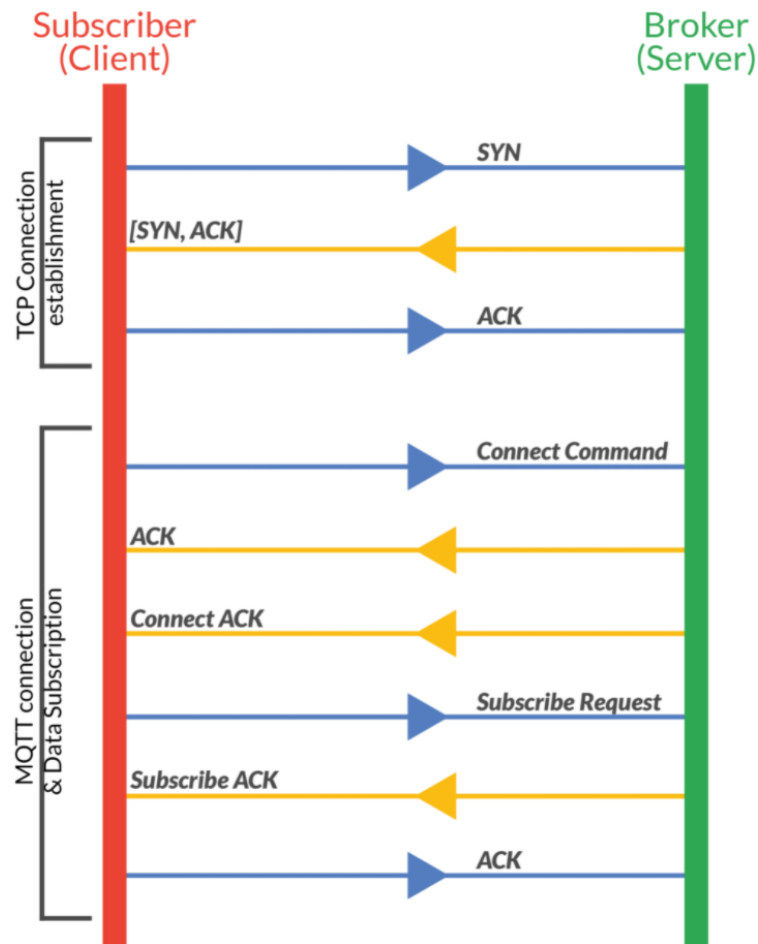 Subscriber
(Client)
Broker
(Server)
TCP Connection
establishment
SYN
[SYN, ACK]
ACK
MQTT connection
& Data Subscription
Connect Command
ACK
Connect ACK
Subscribe Request
Subscribe ACK
ACK